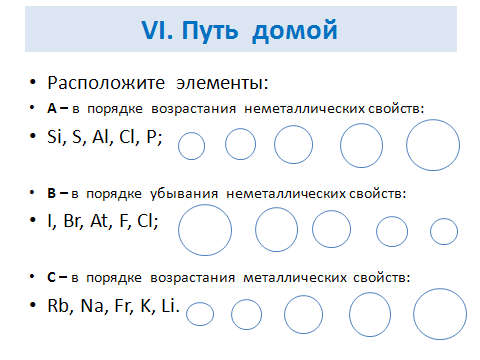 VI. Путь домой
• Расположите элементы:
• А – в порядке возрастания неметаллических свойств:
• Si, S, Al, Cl, P;
• В – в порядке убывания неметаллических свойств:
• I, Br, At, F, Cl;
• С – в порядке возрастания металлических свойств:
• Rb, Na, Fr, K, Li.